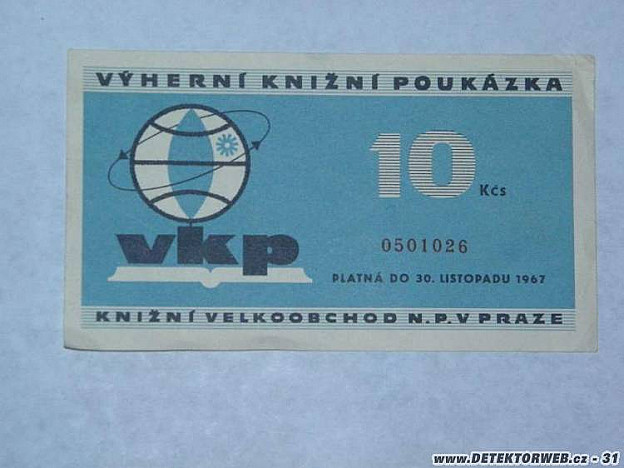 VÝHERNÍ KNIŽNÍ POUKÁZKA
10 Kčs
vkp
0501026
PLATNÁ DO 30. LISTOPADU 1967
KNIŽNÍ VELKOOBCHOD N.P. V PRAZE
www.DETEKTORWEB.cz - 31